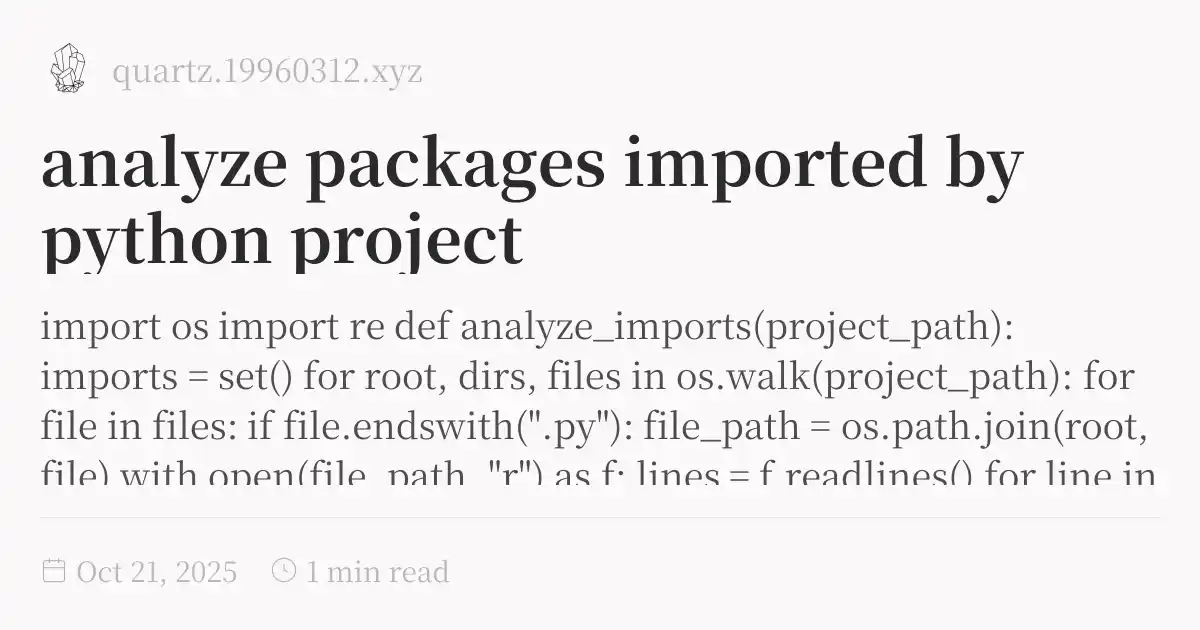 quartz.19960312.xyz
analyze packages imported by
python project
import os import re def analyze_imports(project_path):
imports = set() for root, dirs, files in os.walk(project_path): for
file in files: if file.endswith(".py"): file_path = os.path.join(root,
file) with open(file_path, "r") as f: lines = f.readlines() for line in
Oct 21, 2025
1 min read